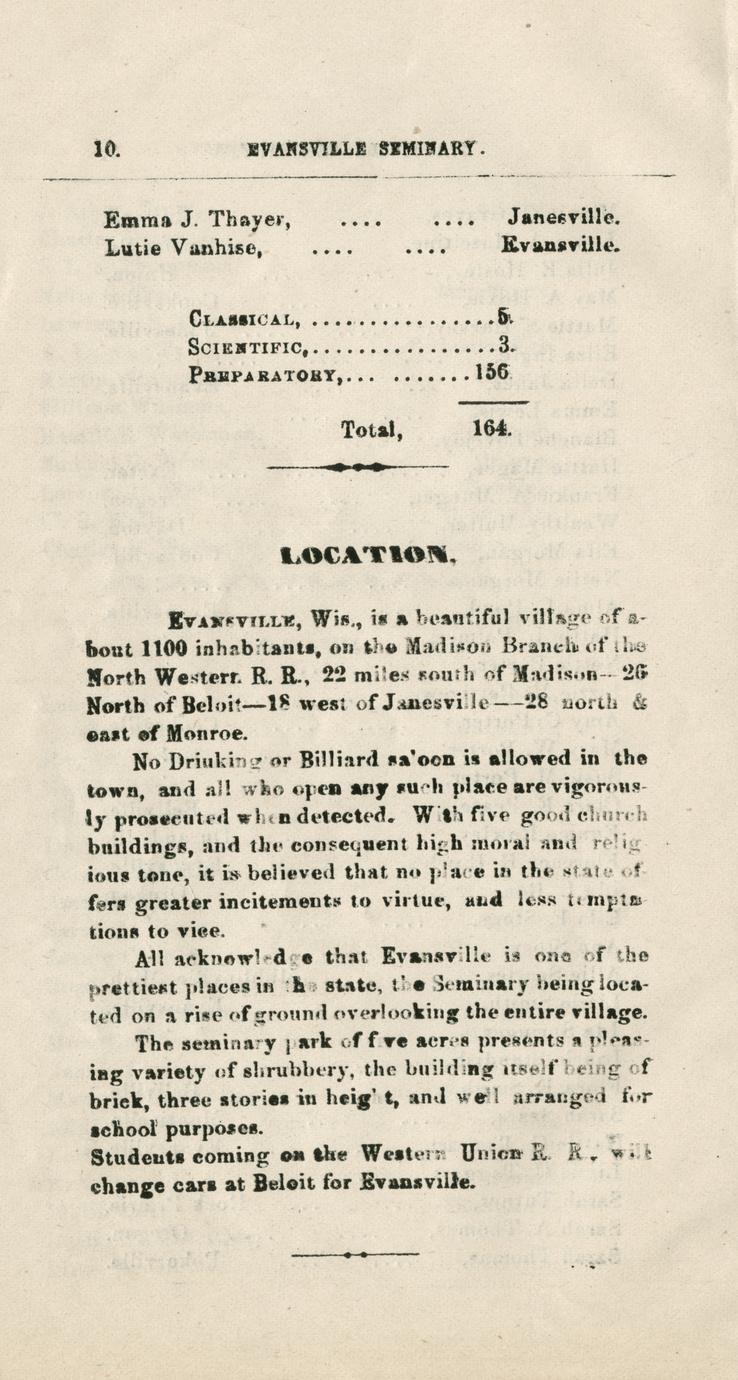 10. EVANSVILLE SEMINARY.
Emma J. Thayer, .... .... Janesville.
Lutie Vanhise, .... .... Evansville.
CLASSICAL, ................5.
SCIENTIFIC,................3.
PREPARATORY,... .......156
Total, 164.
LOCATION.
EVANSVILLE, Wis., is a beautiful village of a-
bout 1100 inhabitants, on the Madison Branch of the
North Western R. R., 22 miles south of Madison--26
North of Beloit—18 west of Janesville——28 north &
east of Monroe.
No Drinking or Billiard saloon is allowed in the
town, and all who open any such place are vigorous-
ly prosecuted when detected. With five good church
buildings, and the consequent high moral and relig
ious tone, it is believed that no place in the state of
fers greater incitements to virtue, and less tempta
tions to vice.
All acknowledge that Evansville is one of the
prettiest places in the state, the Seminary being loca-
ted on a rise of ground overlooking the entire village.
The seminary park of five acres presents a pleas-
ing variety of shrubbery, the building itself being of
brick, three stories in height, and well arranged for
school purposes.
Students coming on the Western Union R. R. will
change cars at Beloit for Evansville.